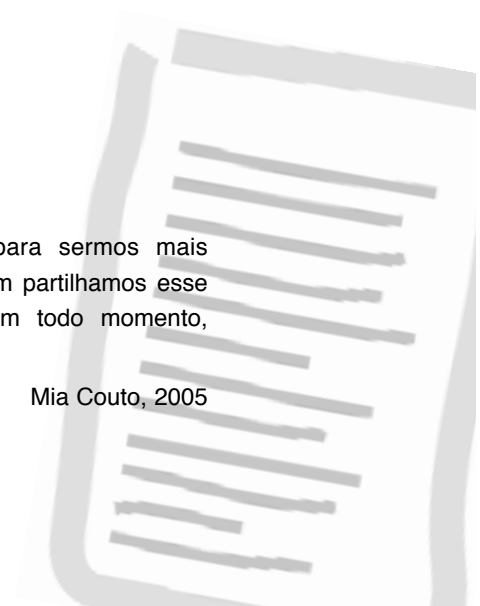 para sermos mais
partilhamos esse
todo momento,
Mia Couto, 2005